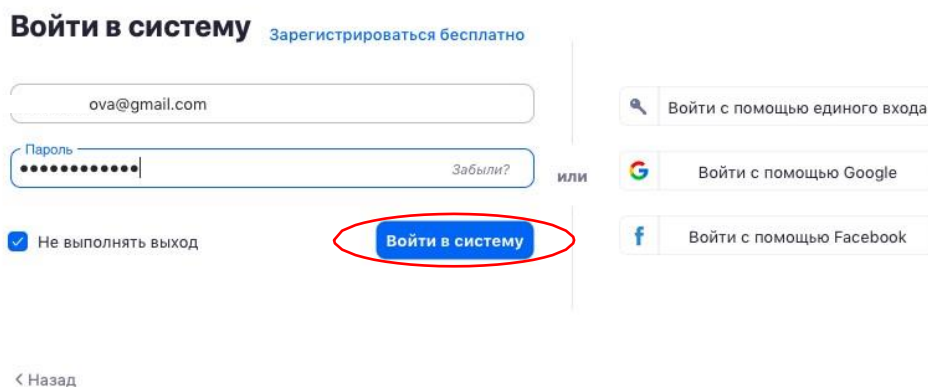 Войти в систему Зарегистрироваться бесплатно
ova@gmail.com
Пароль
•••••••••••• Забыли?
Не выполнять выход
Войти в систему
или
Войти с помощью единого входа
Войти с помощью Google
Войти с помощью Facebook
Назад